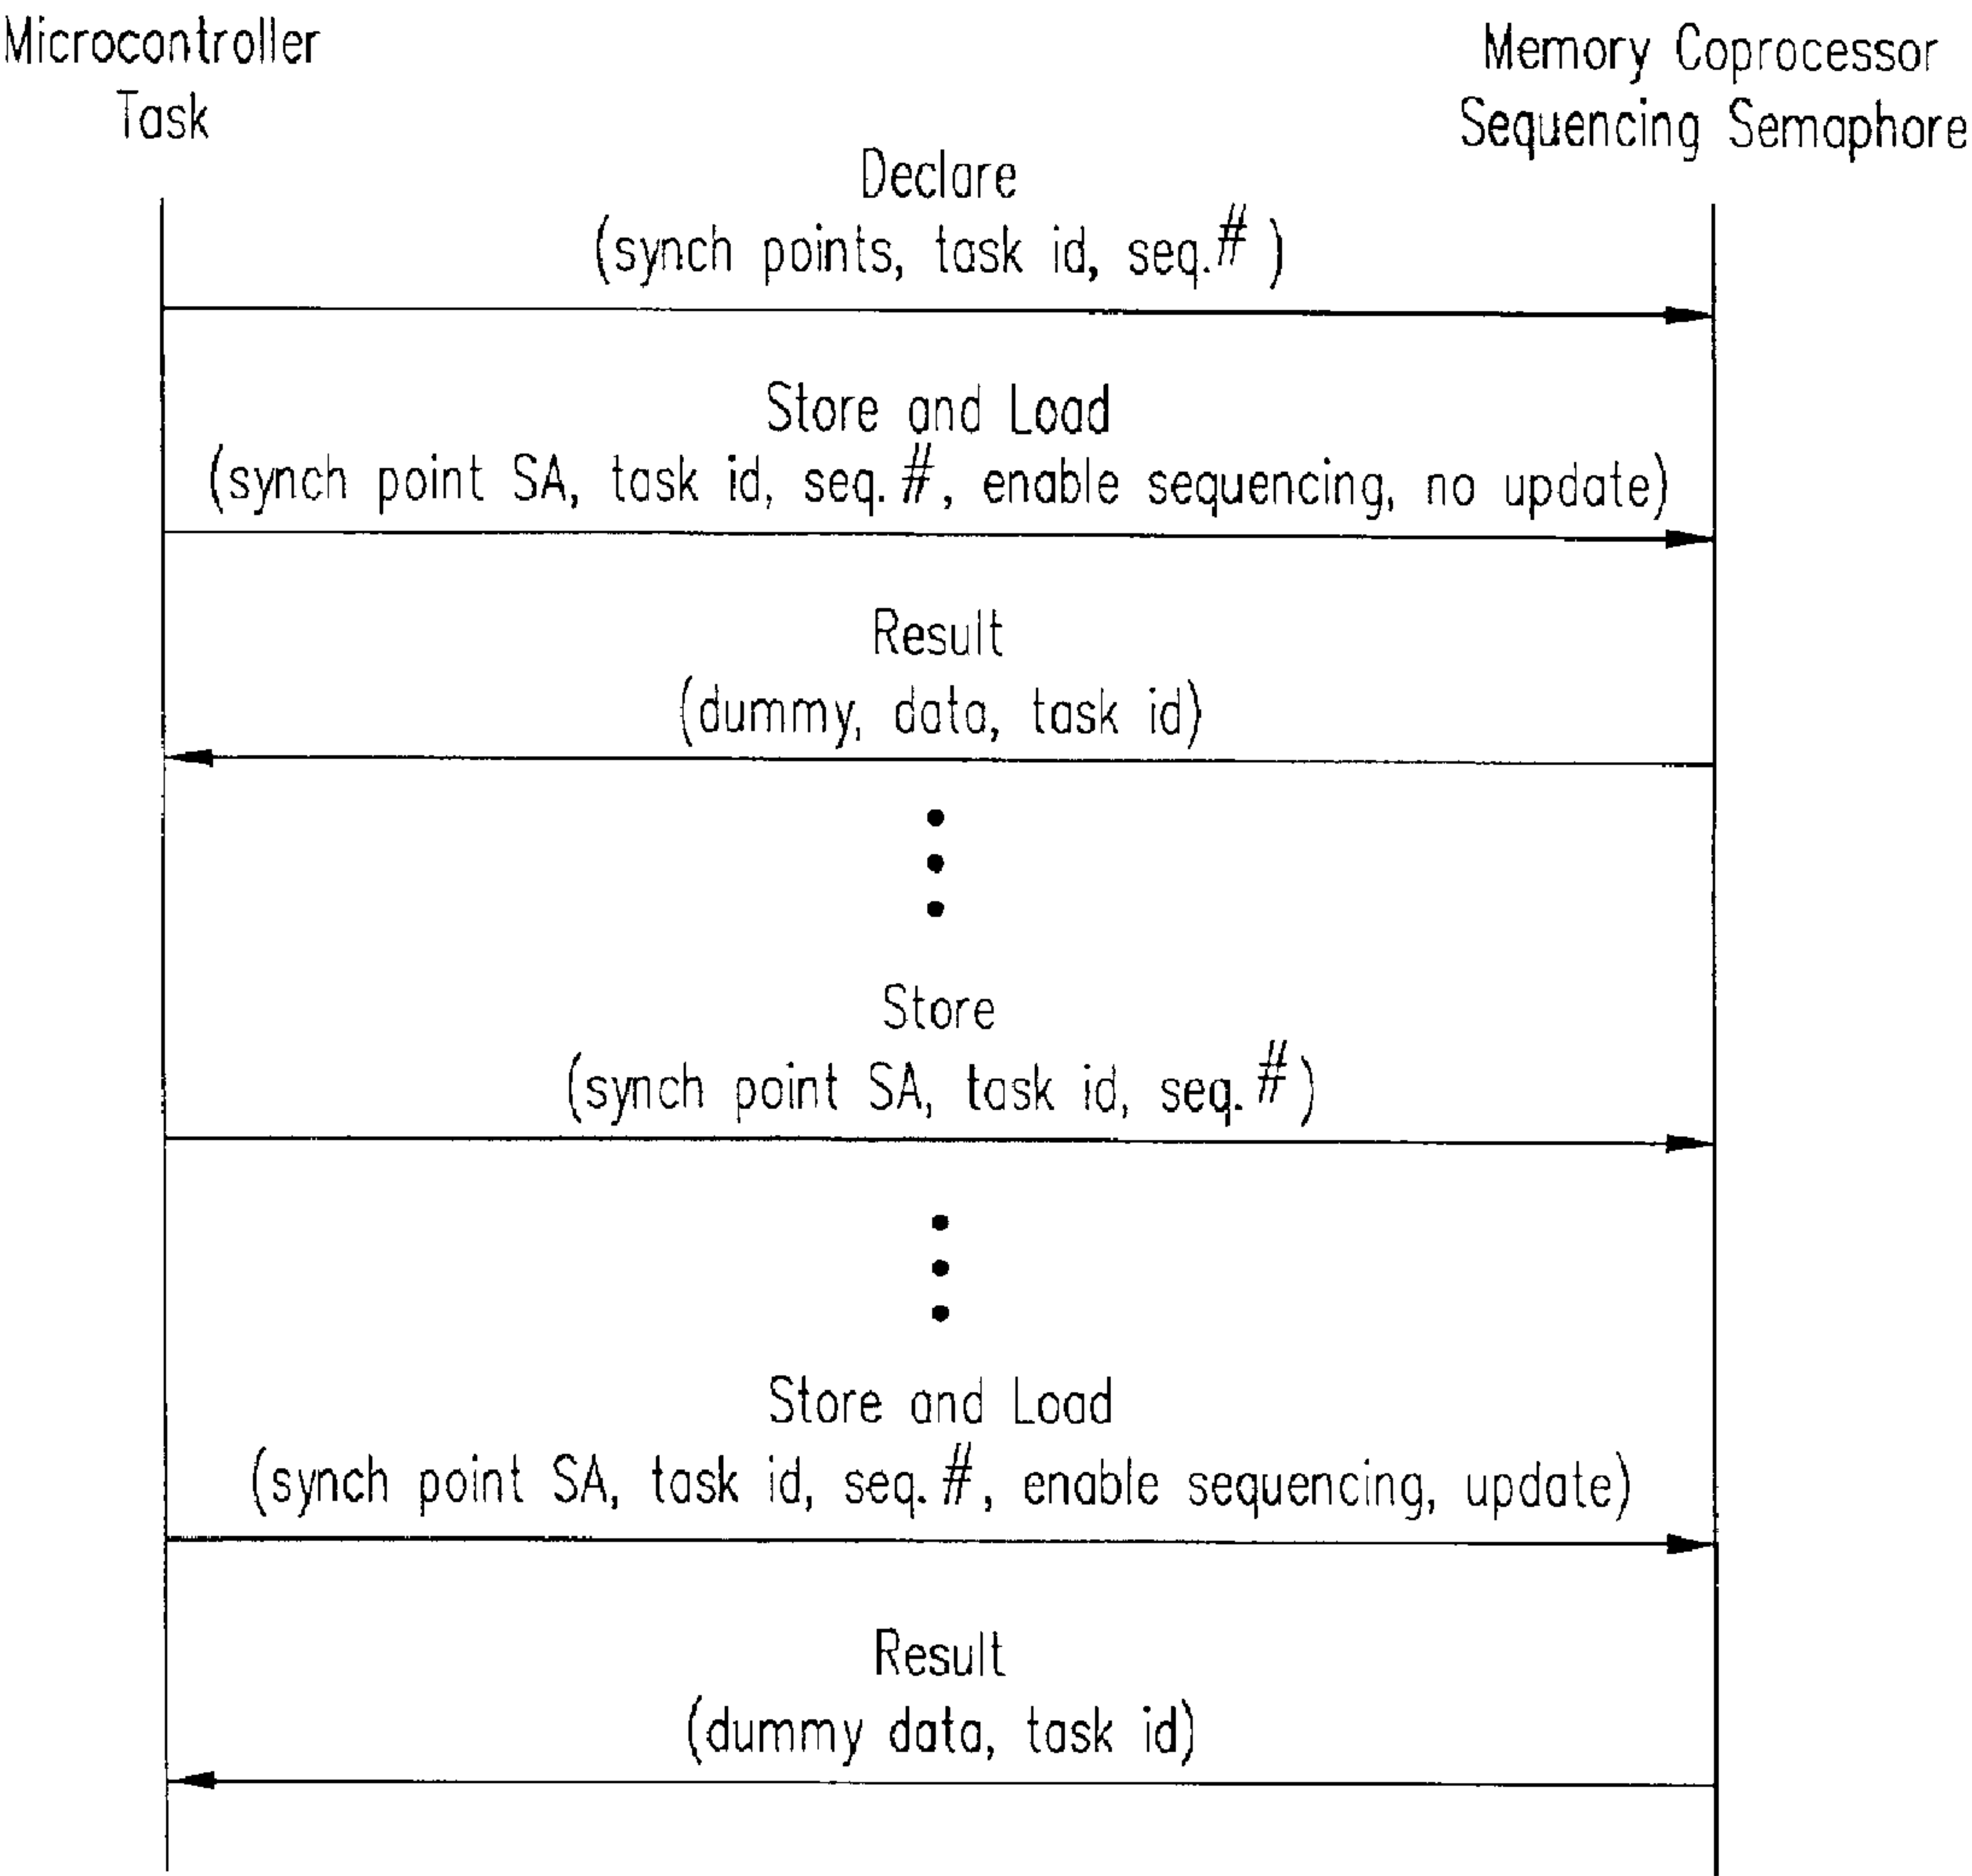 Microcontroller
Task
Memory Coprocessor
Sequencing Semaphore
Declare
(synch points, task id, seq.#)
Store and Load
(synch point SA, task id, seq.#, enable sequencing, no update)
Result
(dummy, data, task id)
Store
(synch point SA, task id, seq.#)
Store and Load
(synch point SA, task id, seq.#, enable sequencing, update)
Result
(dummy data, task id)